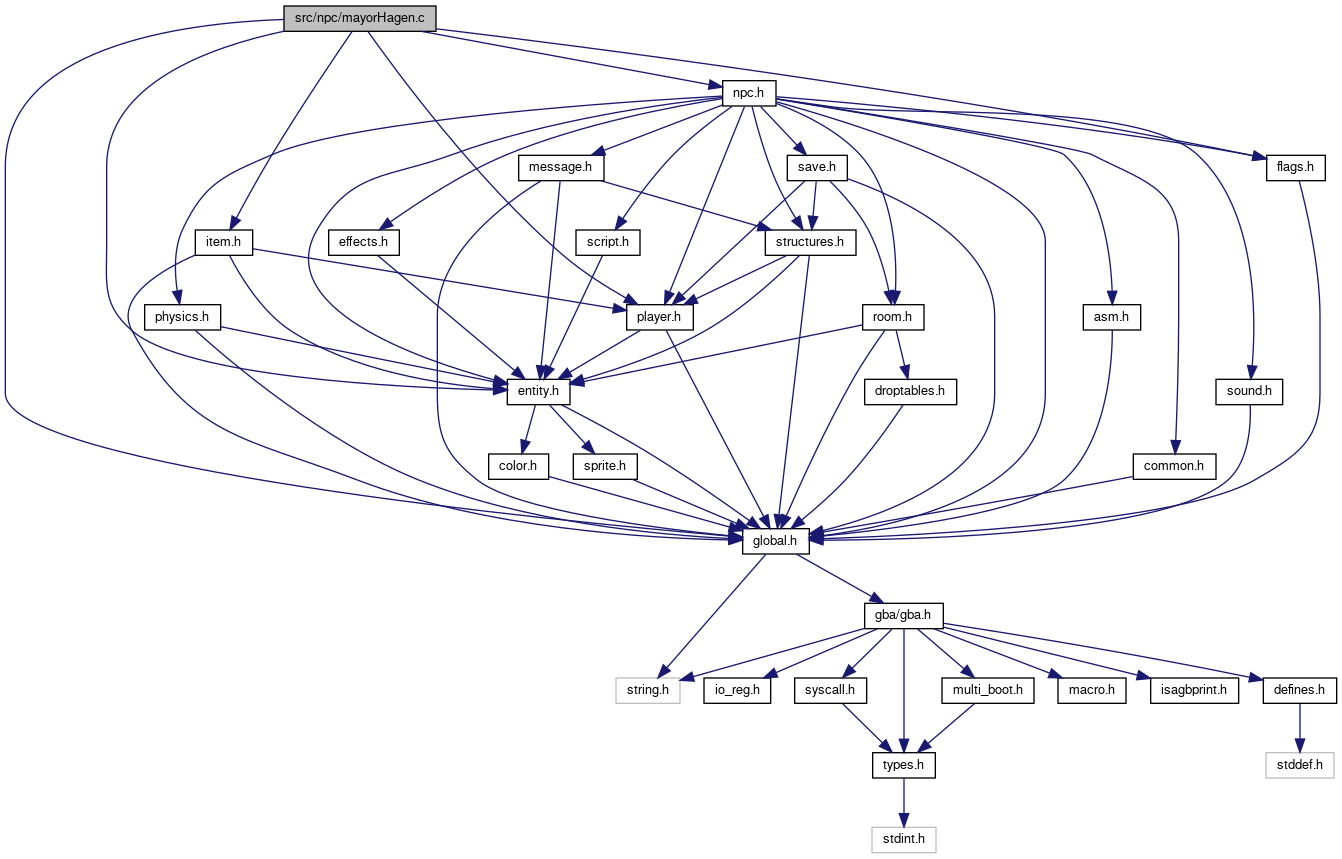 src/npc/mayorHagen.c
npc.h
message.h
save.h
flags.h
item.h
effects.h
script.h
structures.h
physics.h
player.h
room.h
asm.h
entity.h
droptables.h
sound.h
color.h
sprite.h
common.h
global.h
gba/gba.h
string.h
io_reg.h
syscall.h
multi_boot.h
macro.h
isagbprint.h
defines.h
types.h
stddef.h
stdint.h